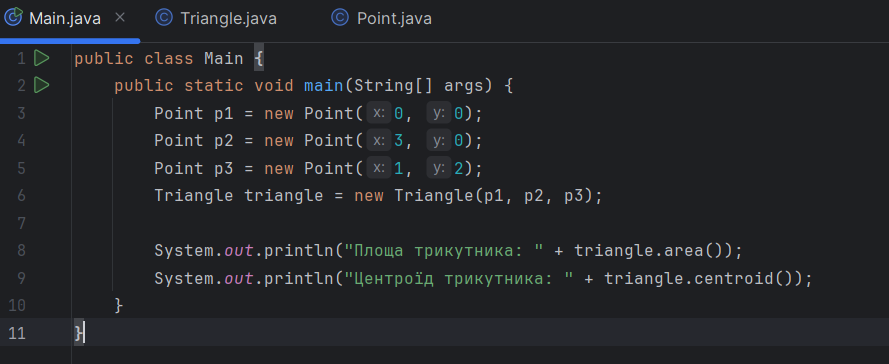 Main.java × Triangle.java Point.java
1 public class Main {
2 public static void main(String[] args) {
3 Point p1 = new Point( x: 0, y: 0);
4 Point p2 = new Point( x: 3, y: 0);
5 Point p3 = new Point( x: 1, y: 2);
6 Triangle triangle = new Triangle(p1, p2, p3);
7
8 System.out.println("Площа трикутника: " + triangle.area());
9 System.out.println("Центроїд трикутника: " + triangle.centroid());
10 }
11 }